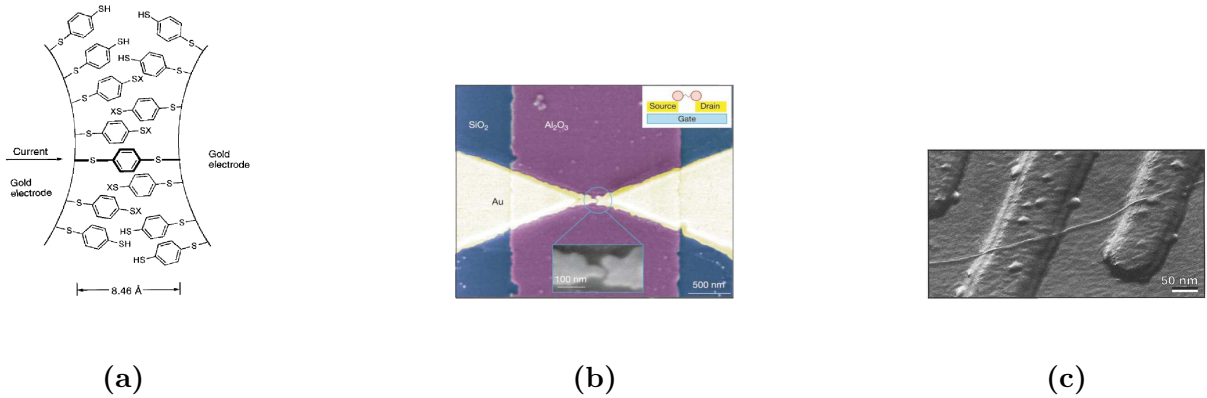 SH
HS
S
S
SH
HS
S
S
SX
S
XS
S
S
SX
Current
S
S
Gold electrode
Gold electrode
XS
S
S
SX
S
HS
S
SH
S
HS
8.46 Å
SiO₂
Al₂O₃
Source
Drain
Gate
Au
100 nm
500 nm
50 nm
(a)
(b)
(c)